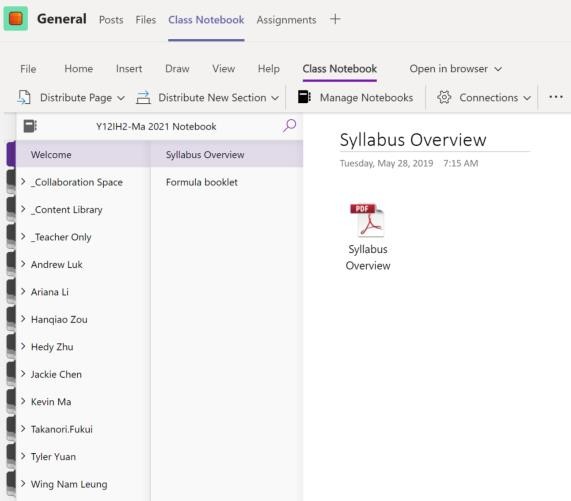 General Posts Files Class Notebook Assignments +
File Home Insert Draw View Help Class Notebook Open in browser
Distribute Page Distribute New Section Manage Notebooks Connections ...
Y12IH2-Ma 2021 Notebook
Welcome
_Collaboration Space
_Content Library
_Teacher Only
Andrew Luk
Ariana Li
Hanqiao Zou
Hedy Zhu
Jackie Chen
Kevin Ma
Takanori.Fukui
Tyler Yuan
Wing Nam Leung
Syllabus Overview
Formula booklet
Syllabus Overview
Tuesday, May 28, 2019 7:15 AM
PDF
Syllabus
Overview